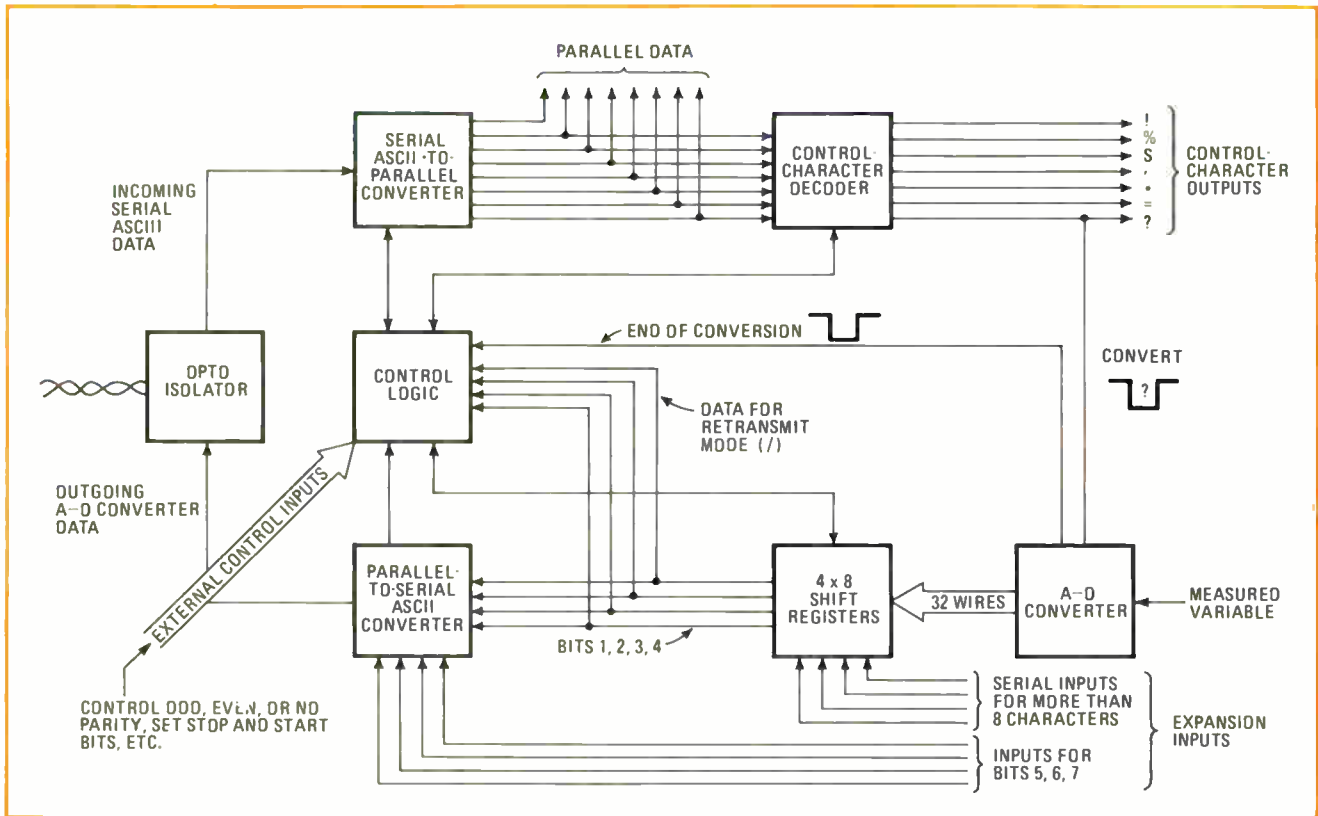 PARALLEL DATA
SERIAL
ASCII-TO-
PARALLEL
CONVERTER
CONTROL-
CHARACTER
DECODER
!
%
S
=
?
CONTROL-
CHARACTER
OUTPUTS
INCOMING
SERIAL
ASCII
DATA
OPTO
ISOLATOR
CONTROL
LOGIC
END OF CONVERSION
CONVERT
?
DATA FOR
RETRANSMIT
MODE (/)
OUTGOING
A-D CONVERTER
DATA
EXTERNAL CONTROL INPUTS
PARALLEL-
TO-SERIAL
ASCII
CONVERTER
BITS 1, 2, 3, 4
4 x 8
SHIFT
REGISTERS
32 WIRES
A-D
CONVERTER
MEASURED
VARIABLE
CONTROL ODD, EVEN, OR NO
PARITY, SET STOP AND START
BITS, ETC.
SERIAL INPUTS
FOR MORE THAN
8 CHARACTERS
INPUTS FOR
BITS 5, 6, 7
EXPANSION
INPUTS